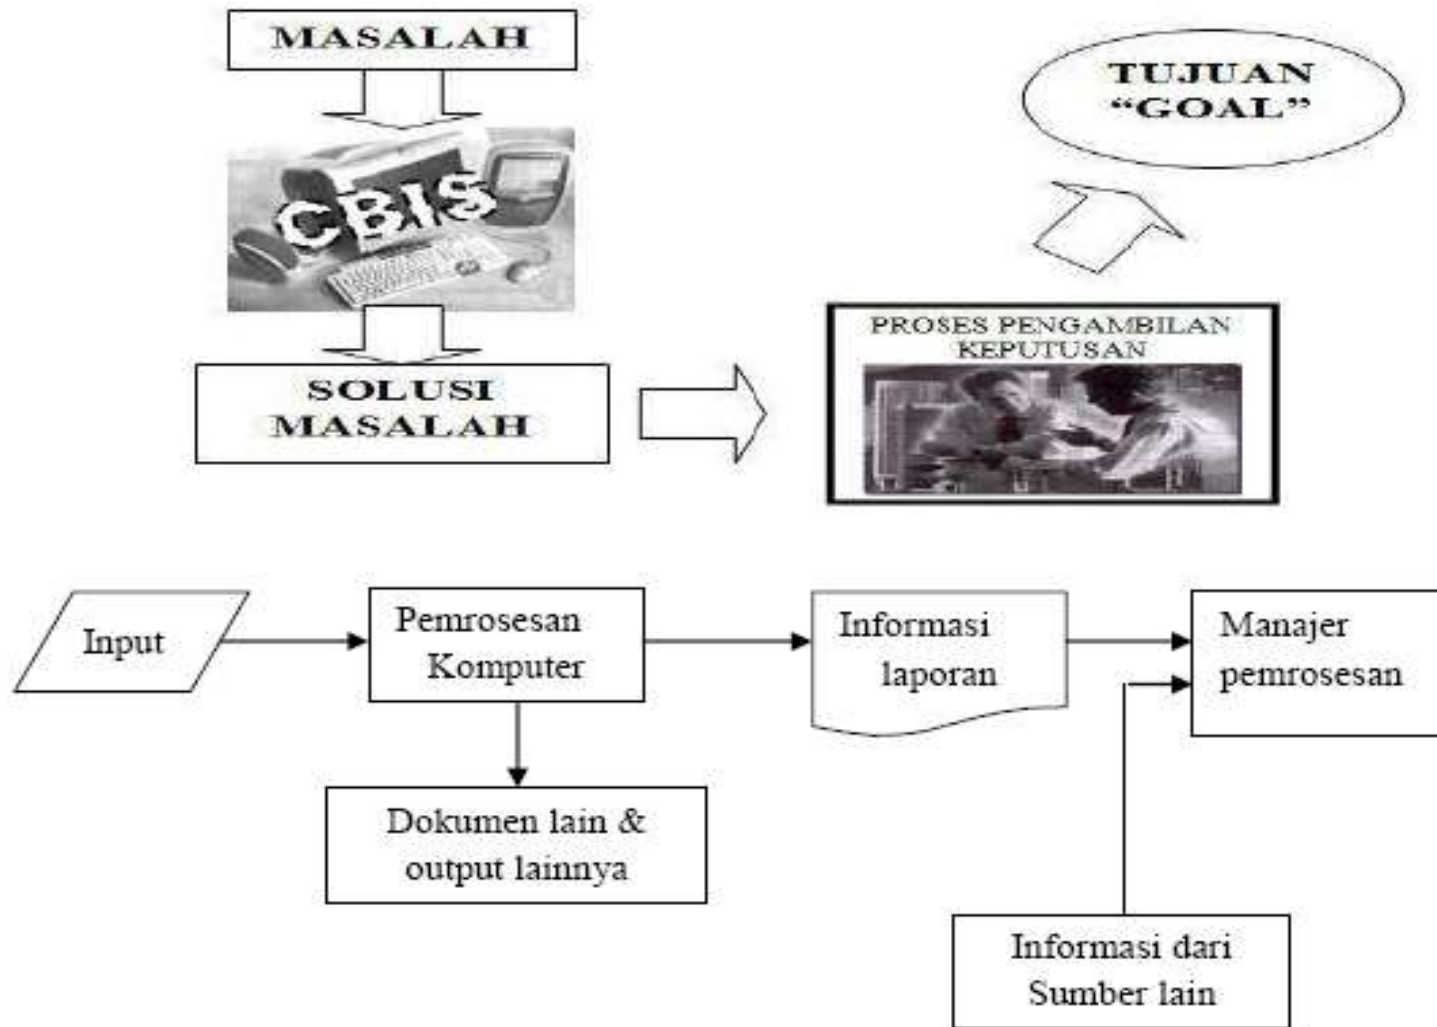 MASALAH
TUJUAN
“GOAL”
CBIS
PROSES PENGAMBILAN
KEPUTUSAN
SOLUSI
MASALAH
Input
Pemrosesan
Komputer
Informasi
laporan
Manajer
pemrosesan
Dokumen lain &
output lainnya
Informasi dari
Sumber lain